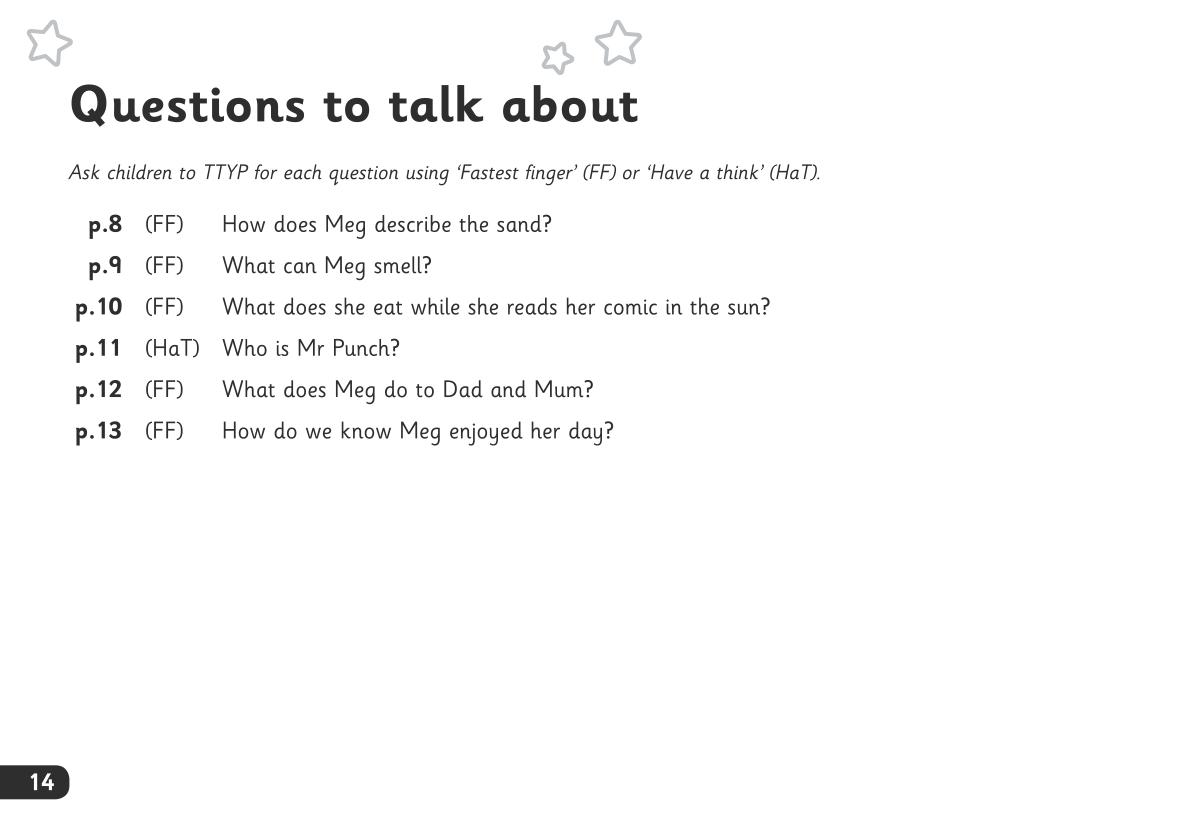 Questions to talk about
Ask children to TTYP for each question using ‘Fastest finger’ (FF) or ‘Have a think’ (HaT).
p.8 (FF) How does Meg describe the sand?
p.9 (FF) What can Meg smell?
p.10 (FF) What does she eat while she reads her comic in the sun?
p.11 (HaT) Who is Mr Punch?
p.12 (FF) What does Meg do to Dad and Mum?
p.13 (FF) How do we know Meg enjoyed her day?
14